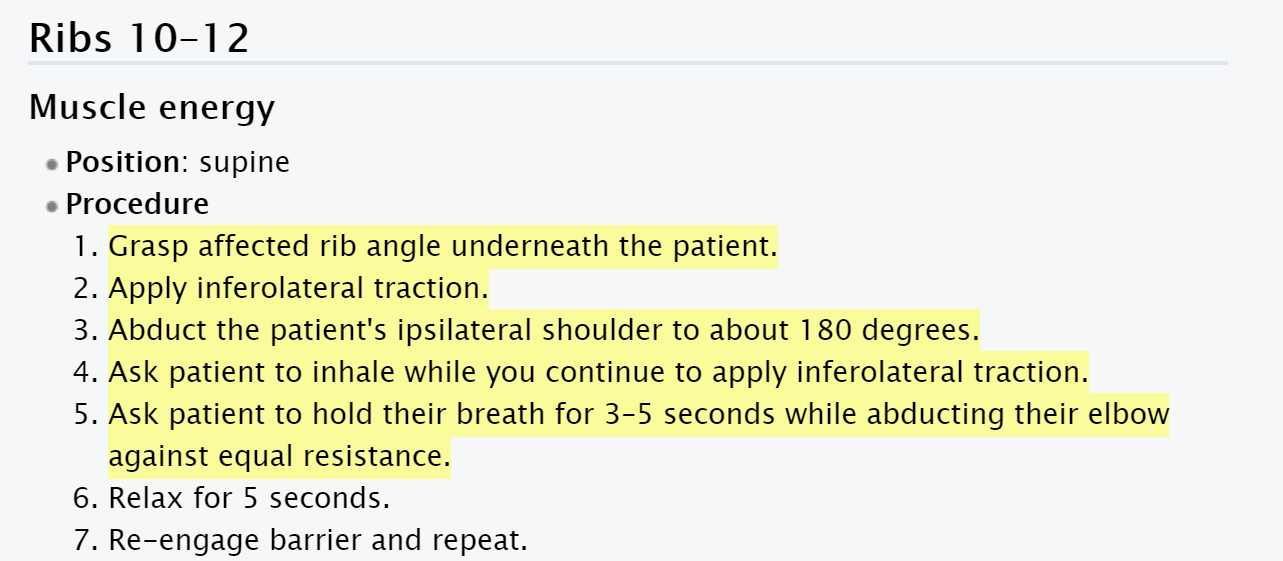 Ribs 10–12
Muscle energy
Position: supine
Procedure
1. Grasp affected rib angle underneath the patient.
2. Apply inferolateral traction.
3. Abduct the patient's ipsilateral shoulder to about 180 degrees.
4. Ask patient to inhale while you continue to apply inferolateral traction.
5. Ask patient to hold their breath for 3–5 seconds while abducting their elbow
against equal resistance.
6. Relax for 5 seconds.
7. Re-engage barrier and repeat.